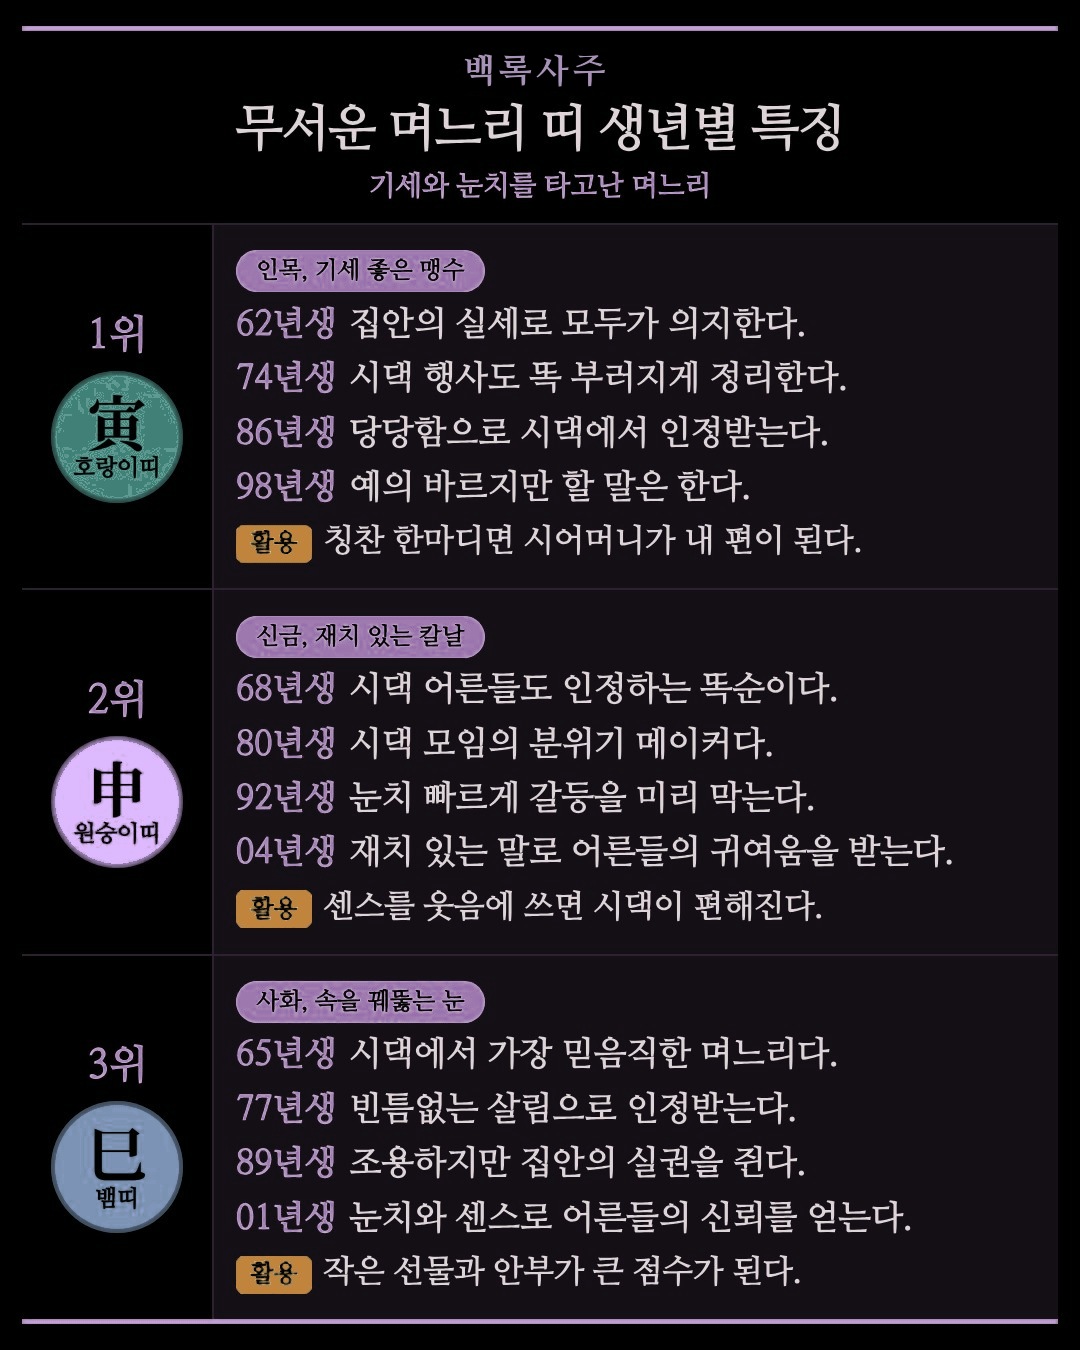 백록사주
무서운 며느리 띠 생년별 특징
기세와 눈치를 타고난 며느리
1위
寅
호랑이띠
인목, 기세 좋은 맹수
62년생 집안의 실세로 모두가 의지한다.
74년생 시댁 행사도 똑 부러지게 정리한다.
86년생 당당함으로 시댁에서 인정받는다.
98년생 예의 바르지만 할 말은 한다.
활용 칭찬 한마디면 시어머니가 내 편이 된다.
2위
申
원숭이띠
신금, 재치 있는 칼날
68년생 시댁 어른들도 인정하는 똑순이다.
80년생 시댁 모임의 분위기 메이커다.
92년생 눈치 빠르게 갈등을 미리 막는다.
04년생 재치 있는 말로 어른들의 귀여움을 받는다.
활용 센스를 웃음에 쓰면 시댁이 편해진다.
3위
巳
뱀띠
사화, 속을 꿰뚫는 눈
65년생 시댁에서 가장 믿음직한 며느리다.
77년생 빈틈없는 살림으로 인정받는다.
89년생 조용하지만 집안의 실권을 쥔다.
01년생 눈치와 센스로 어른들의 신뢰를 얻는다.
활용 작은 선물과 안부가 큰 점수가 된다.